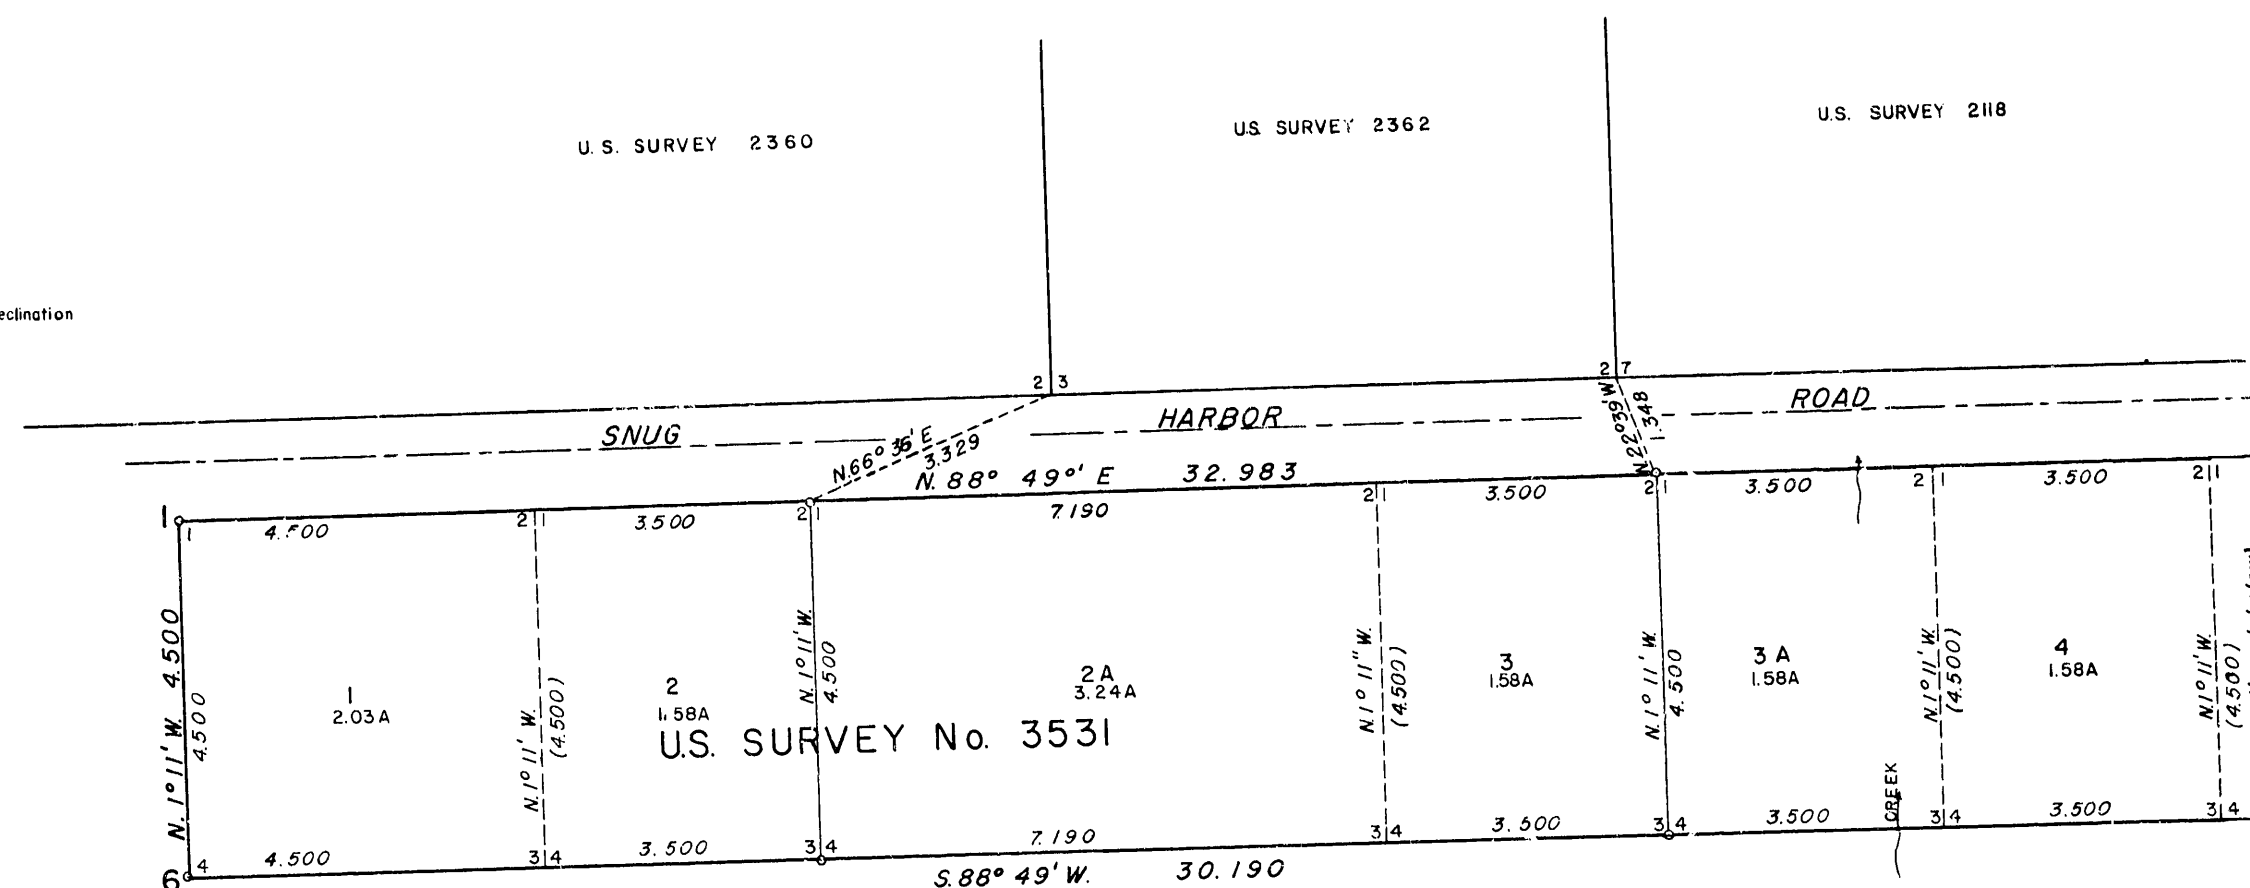 U.S. SURVEY 2360
U.S. SURVEY 2362
U.S. SURVEY 2118
eclination
2 3
2 7
SNUG HARBOR ROAD
N.66° 36' E
3.329
N.22°39'W
1.348
N. 88° 49°' E 32.983
1
1
4.500
2 1
3.500
2 1
7.190
2 1
3.500
2 1
3.500
2 1
3.500
2 1
N. 1° 11' W. 4.500
4.500
1
2.03 A
N. 1° 11' W.
(4.500)
2
1.58A
N. 1° 11' W.
4.500
2 A
3.24 A
N. 1° 11" W.
(4.500)
3
1.58A
N. 1° 11' W.
4.500
3 A
1.58A
N. 1° 11' W.
(4.500)
4
1.58A
N. 1° 11' W.
(4.500)
U.S. SURVEY No. 3531
CREEK
6
4
4.500
3 4
3.500
3 4
7.190
3 4
3.500
3 4
3.500
3 4
3.500
3 4
S. 88° 49' W. 30.190